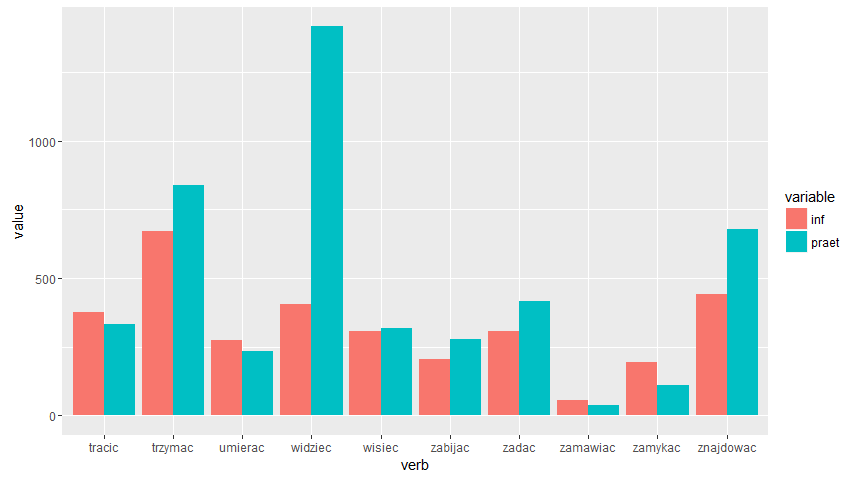 1000
500
0
value
tracic trzymac umierac widziec wisiec zabijac zadac zamawiac zamykac znajdowac
verb
variable
inf
praet